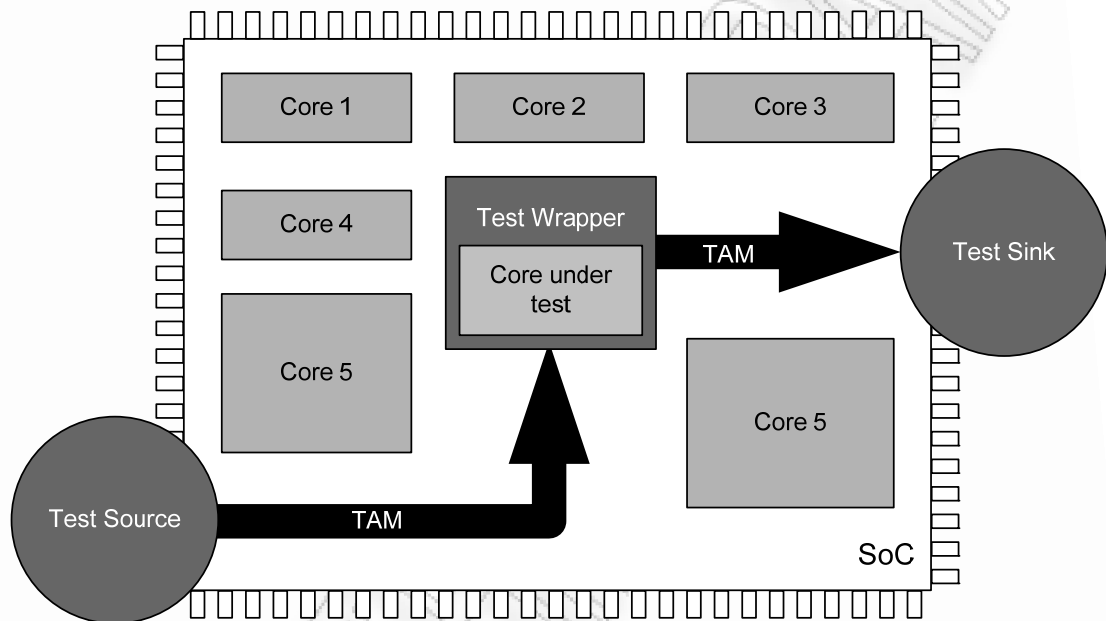 Core 1
Core 2
Core 3
Core 4
Test Wrapper
Core under
test
TAM
Test Sink
Core 5
Core 5
Test Source
TAM
SoC